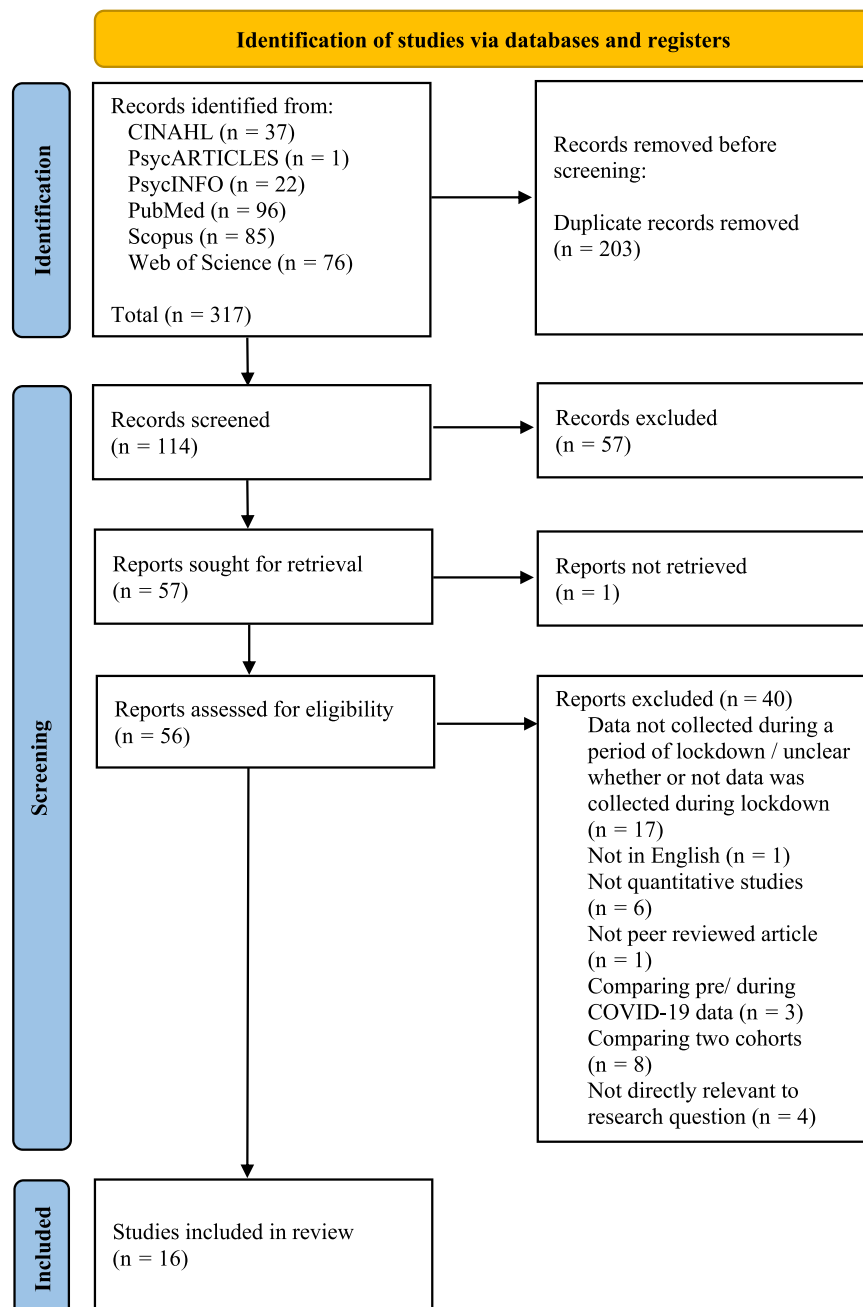 Identification of studies via databases and registers
Identification
Records identified from:
CINAHL (n = 37)
PsycARTICLES (n = 1)
PsycINFO (n = 22)
PubMed (n = 96)
Scopus (n = 85)
Web of Science (n = 76)
Total (n = 317)
Records removed before
screening:
Duplicate records removed
(n = 203)
Screening
Records screened
(n = 114)
Records excluded
(n = 57)
Reports sought for retrieval
(n = 57)
Reports not retrieved
(n = 1)
Reports assessed for eligibility
(n = 56)
Reports excluded (n = 40)
Data not collected during a
period of lockdown / unclear
whether or not data was
collected during lockdown
(n = 17)
Not in English (n = 1)
Not quantitative studies
(n = 6)
Not peer reviewed article
(n = 1)
Comparing pre/ during
COVID-19 data (n = 3)
Comparing two cohorts
(n = 8)
Not directly relevant to
research question (n = 4)
Included
Studies included in review
(n = 16)